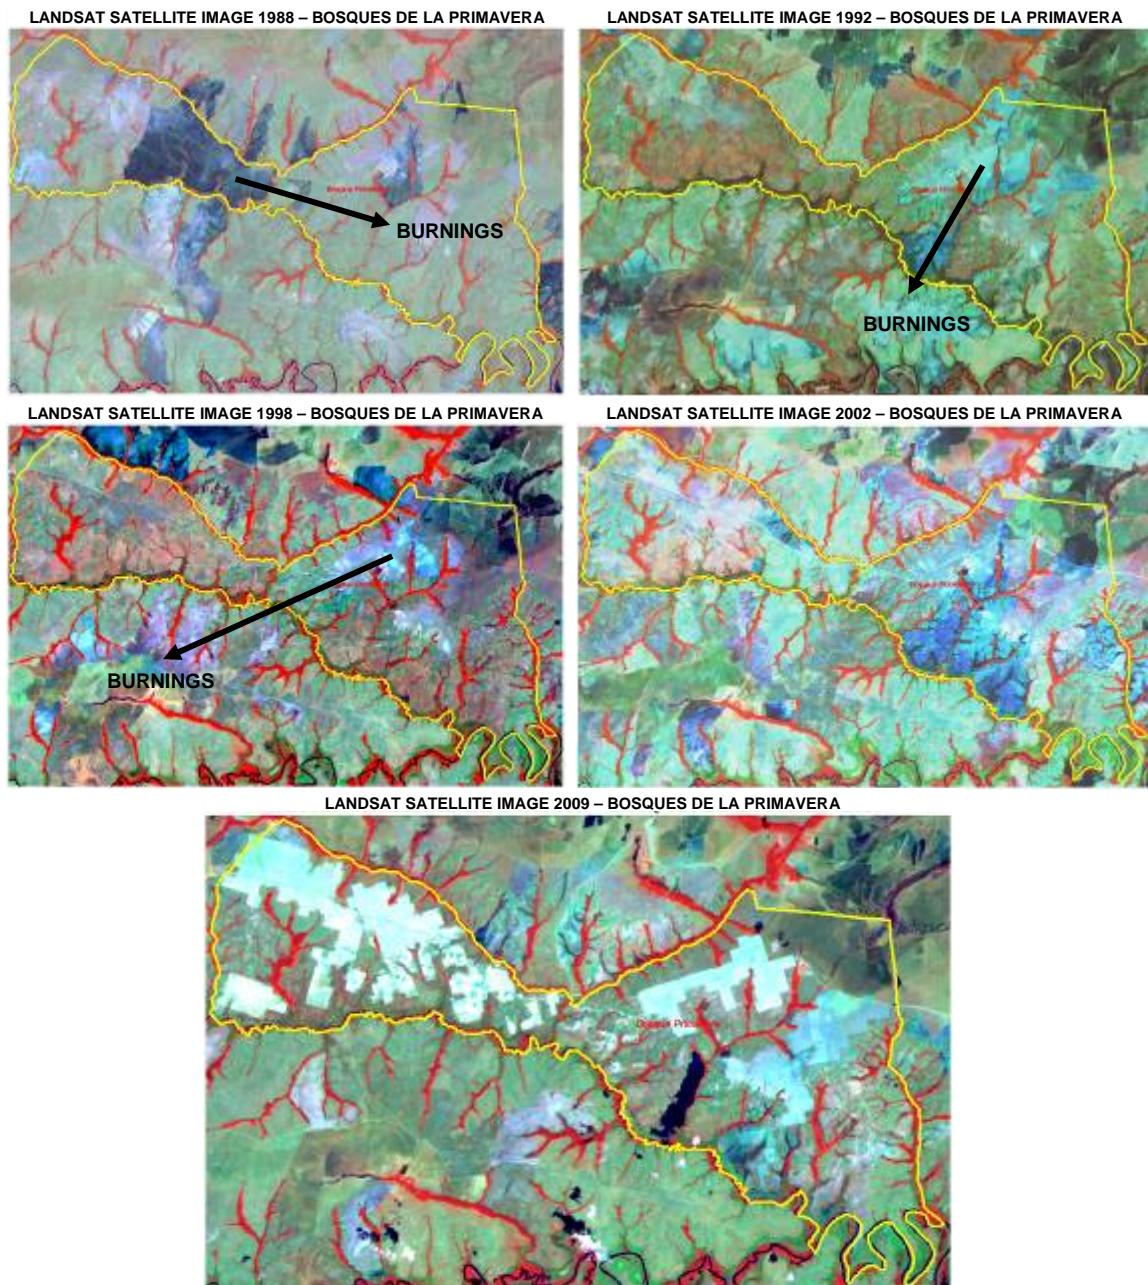 LANDSAT SATELLITE IMAGE 1988 – BOSQUES DE LA PRIMAVERA
LANDSAT SATELLITE IMAGE 1992 – BOSQUES DE LA PRIMAVERA
BURNINGS
BURNINGS
LANDSAT SATELLITE IMAGE 1998 – BOSQUES DE LA PRIMAVERA
LANDSAT SATELLITE IMAGE 2002 – BOSQUES DE LA PRIMAVERA
BURNINGS
LANDSAT SATELLITE IMAGE 2009 – BOSQUES DE LA PRIMAVERA